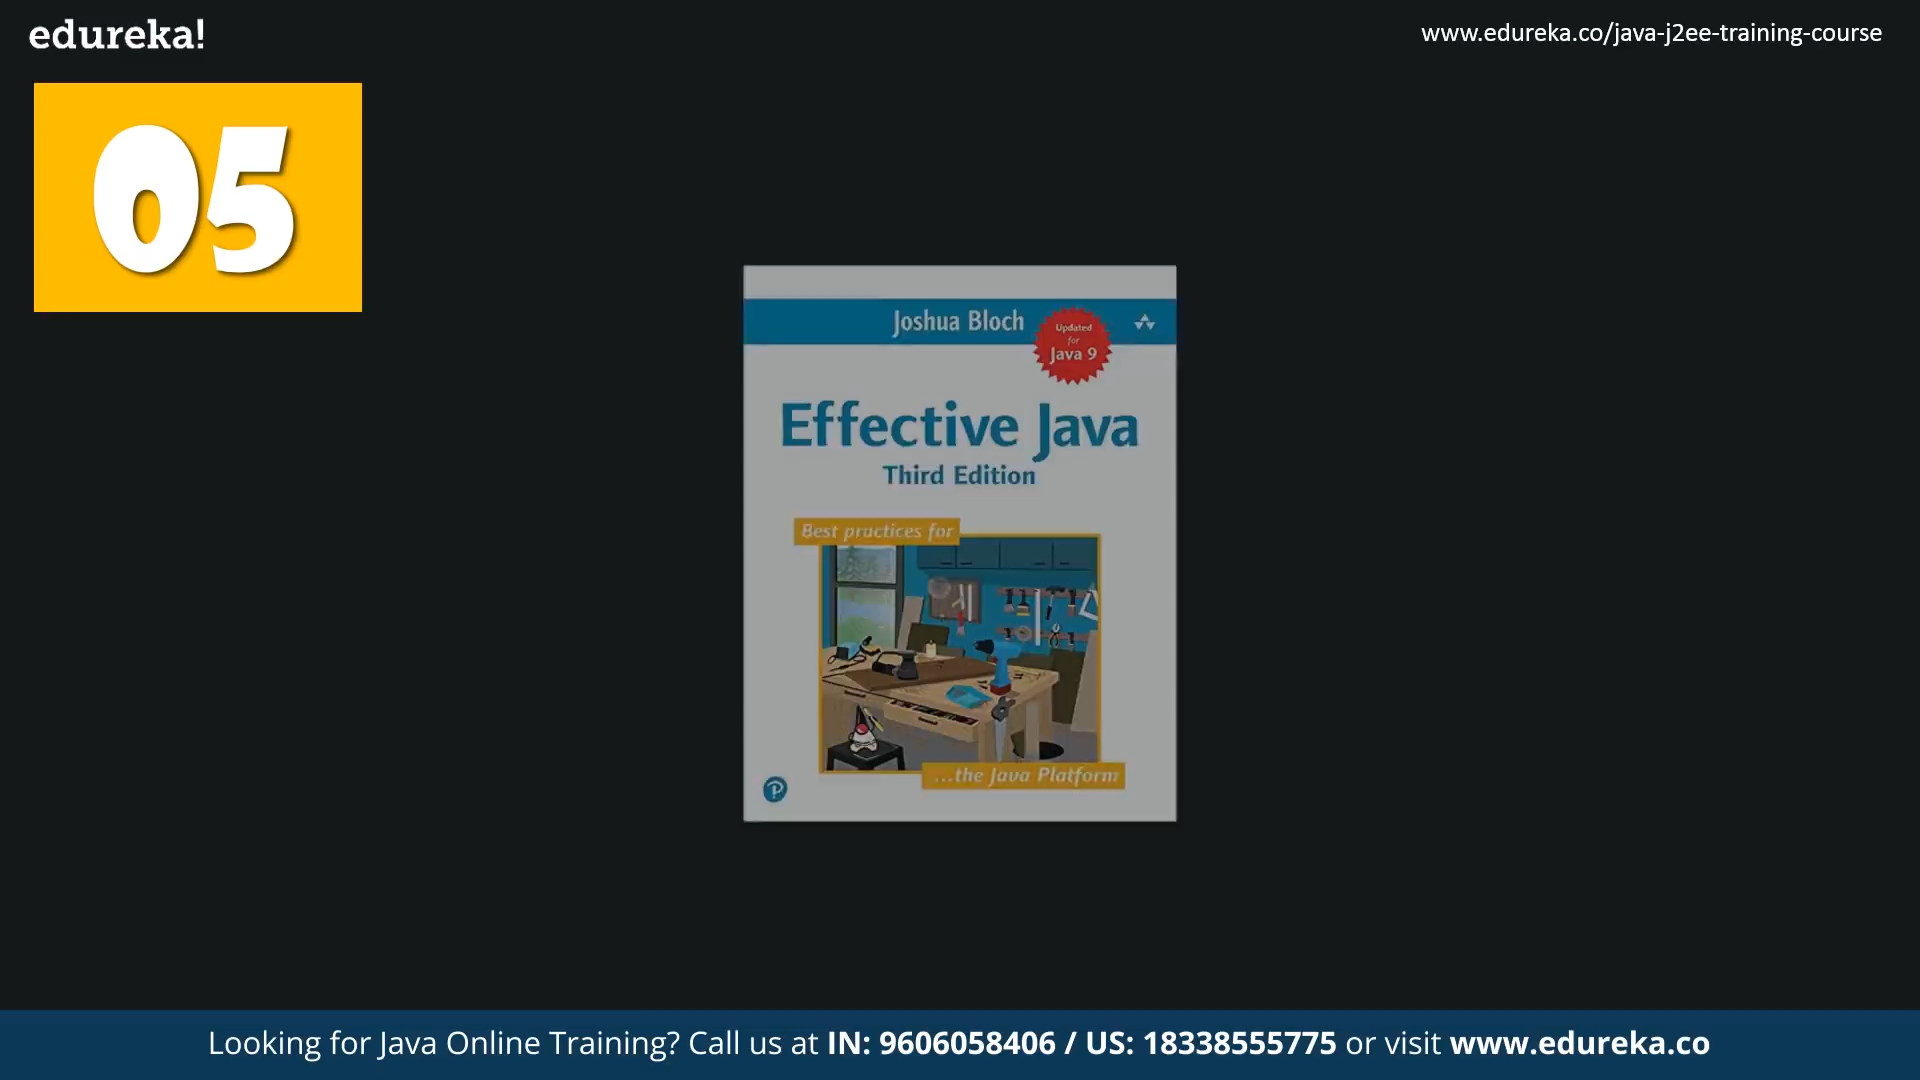 edureka!
www.edureka.co/java-j2ee-training-course
05
Joshua Bloch
Updated
for
Java 9
Effective Java
Third Edition
Best practices for
...the Java Platform
P
Looking for Java Online Training? Call us at IN: 9606058406 / US: 18338555775 or visit www.edureka.co